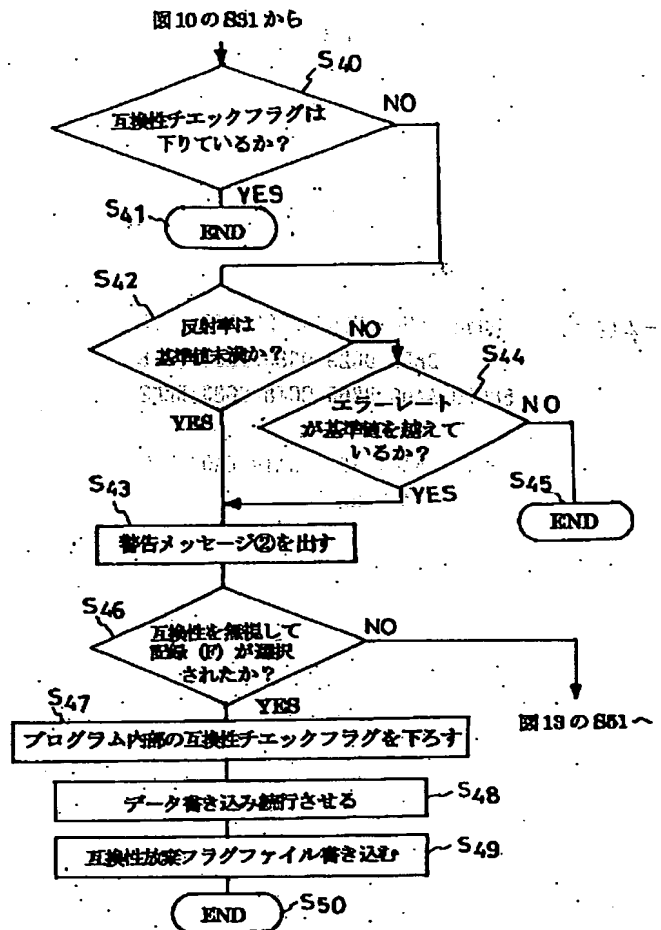 図10のS31から
S40
互換性チエックフラグは
下りているか?
NO
YES
S41
END
S42
反射率は
基準値未満か?
NO
S44
エラーレート
が基準値を越えて
いるか?
NO
YES
YES
S45
END
S43
警告メッセージ②を出す
S46
互換性を無視して
記録(F)が選択
されたか?
NO
図13のS51へ
YES
S47
プログラム内部の互換性チエックフラグを下ろす
データ書き込み続行させる
S48
互換性放棄フラグファイル書き込む
S49
END
S50